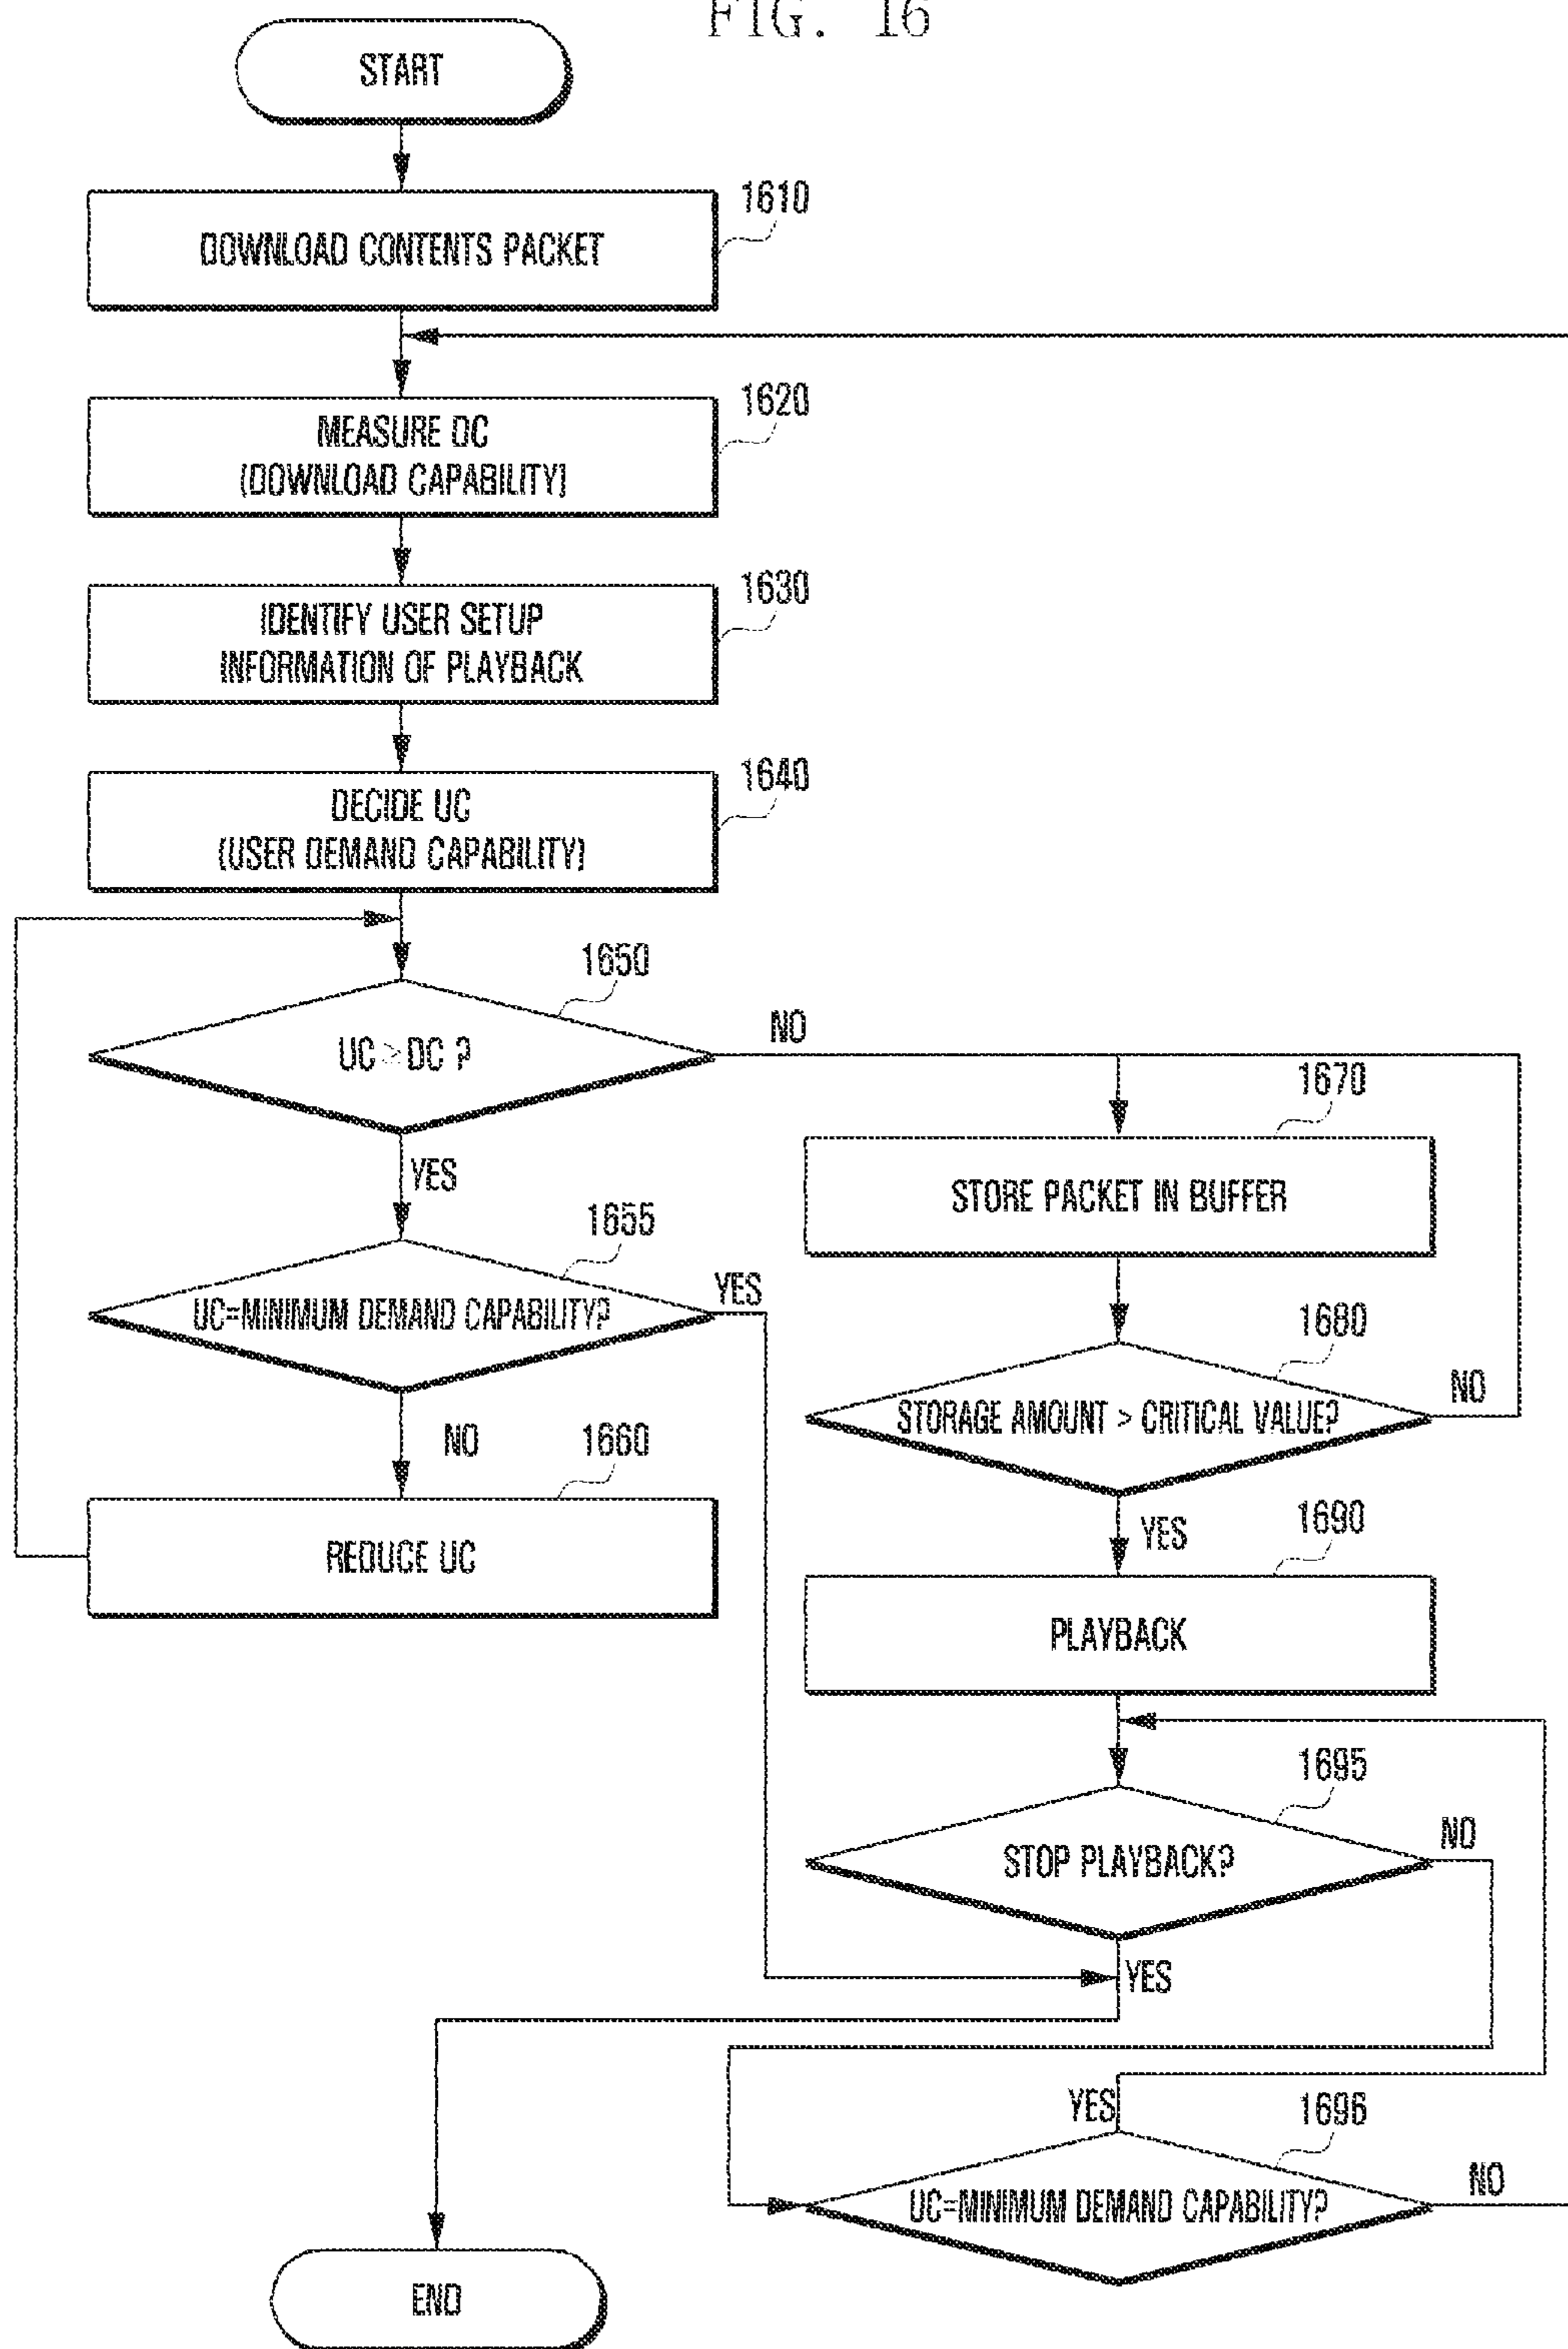 FIG. 16
START
1610
DOWNLOAD CONTENTS PACKET
1620
MEASURE DC
(DOWNLOAD CAPABILITY)
1630
IDENTIFY USER SETUP
INFORMATION OF PLAYBACK
1640
DECIDE UC
(USER DEMAND CAPABILITY)
1650
UC ≥ DC ?
NO
YES
1655
UC=MINIMUM DEMAND CAPABILITY?
YES
NO
1660
REDUCE UC
1670
STORE PACKET IN BUFFER
1680
STORAGE AMOUNT > CRITICAL VALUE?
NO
YES
1690
PLAYBACK
1695
STOP PLAYBACK?
NO
YES
YES
1696
UC=MINIMUM DEMAND CAPABILITY?
NO
END